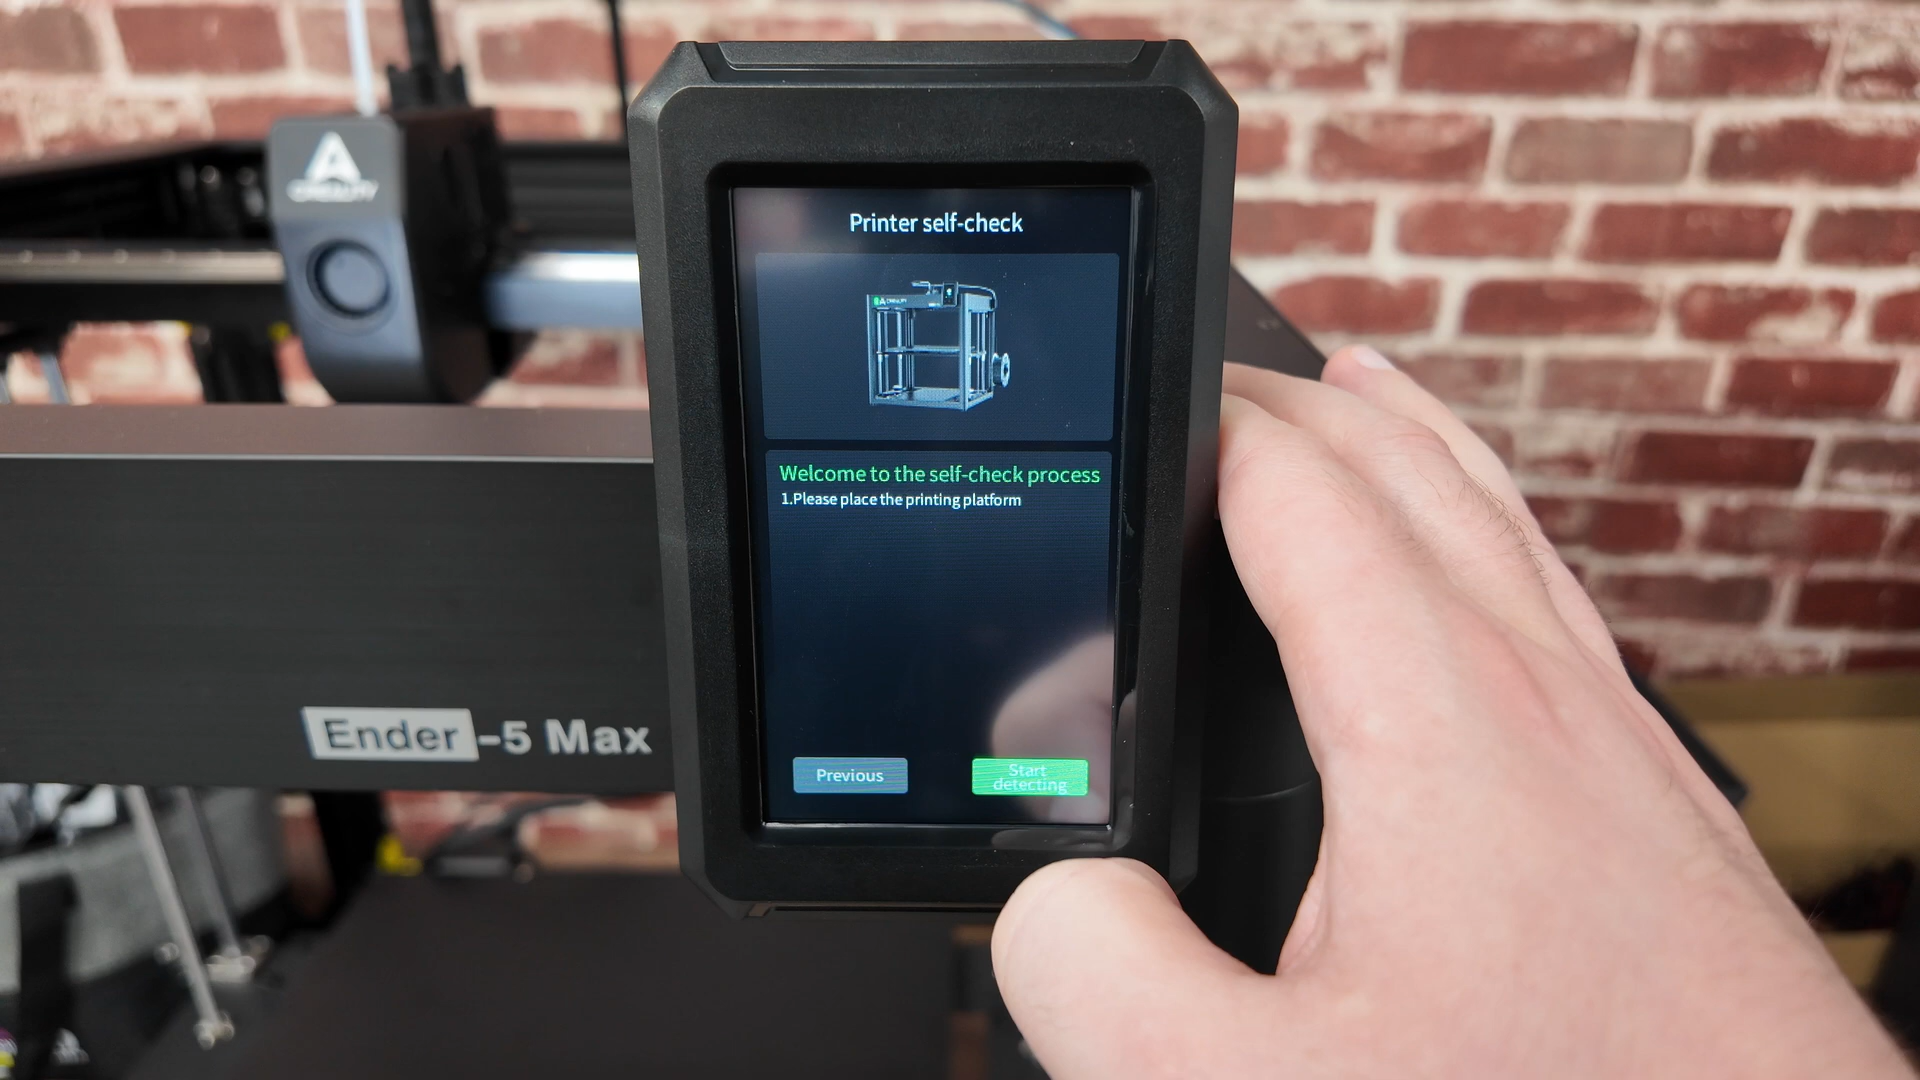 CREALITY
Printer self-check
Welcome to the self-check process
1.Please place the printing platform
Previous
Start
detecting
Ender-5 Max